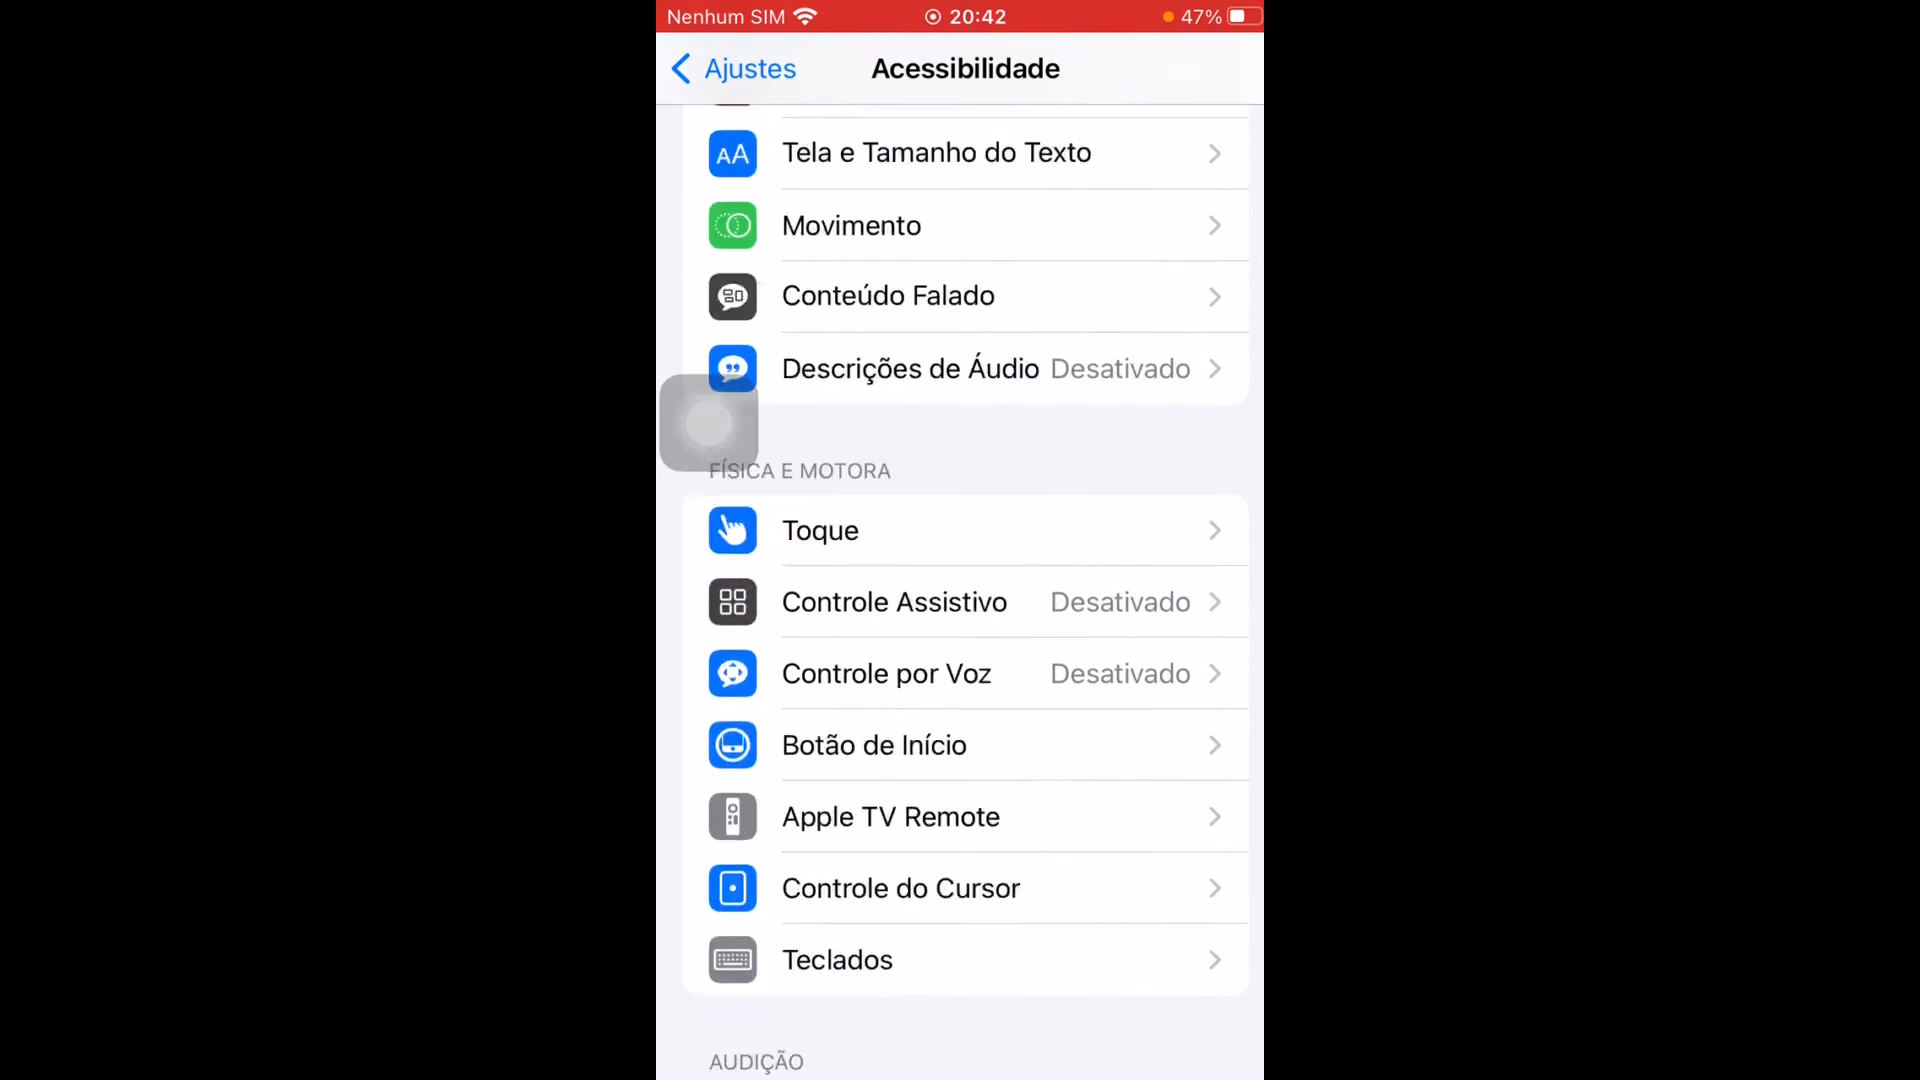 Nenhum SIM 20:42 47%
Ajustes Acessibilidade
AA Tela e Tamanho do Texto
Movimento
Conteúdo Falado
Descrições de Áudio Desativado
FÍSICA E MOTORA
Toque
Controle Assistivo Desativado
Controle por Voz Desativado
Botão de Início
Apple TV Remote
Controle do Cursor
Teclados
AUDIÇÃO